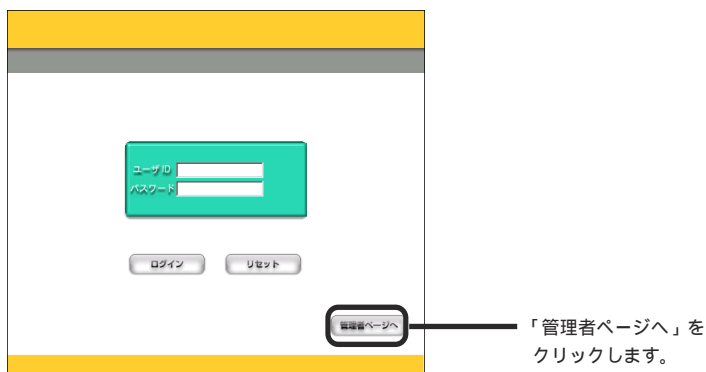 ユーザID
パスワード
ログイン
リセット
管理者ページへ
「管理者ページへ」を
クリックします。